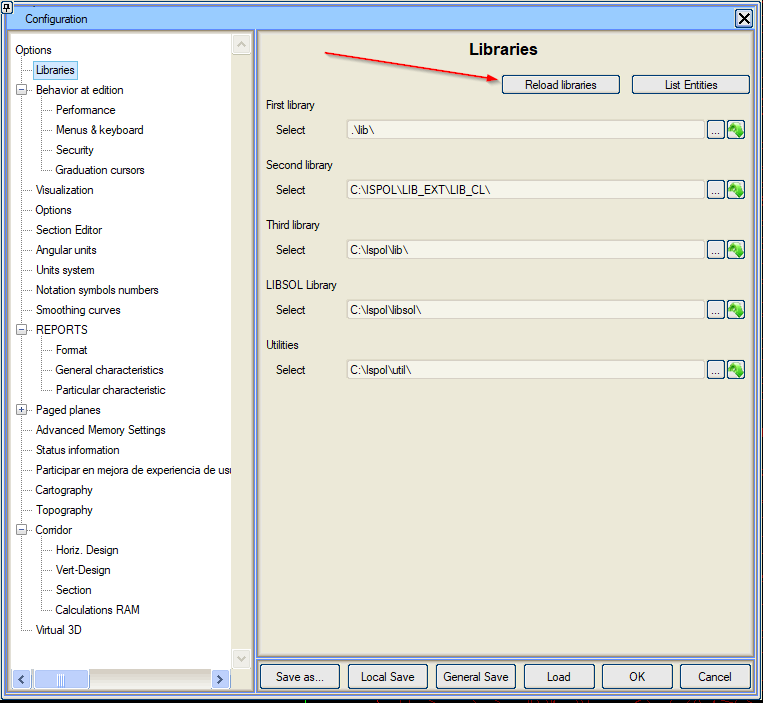 Configuration
Options
Libraries
Behavior at edition
Performance
Menus & keyboard
Security
Graduation cursors
Visualization
Options
Section Editor
Angular units
Units system
Notation symbols numbers
Smoothing curves
REPORTS
Format
General characteristics
Particular characteristic
Paged planes
Advanced Memory Settings
Status information
Participar en mejora de experiencia de usu
Cartography
Topography
Corridor
Horiz. Design
Vert-Design
Section
Calculations RAM
Virtual 3D
Libraries
Reload libraries List Entities
First library
Select .\lib\ ...
Second library
Select C:\ISPOL\LIB_EXT\LIB_CL\ ...
Third library
Select C:\Ispol\lib\ ...
LIBSOL Library
Select C:\Ispol\libsol\ ...
Utilities
Select C:\Ispol\util\ ...
Save as... Local Save General Save Load OK Cancel